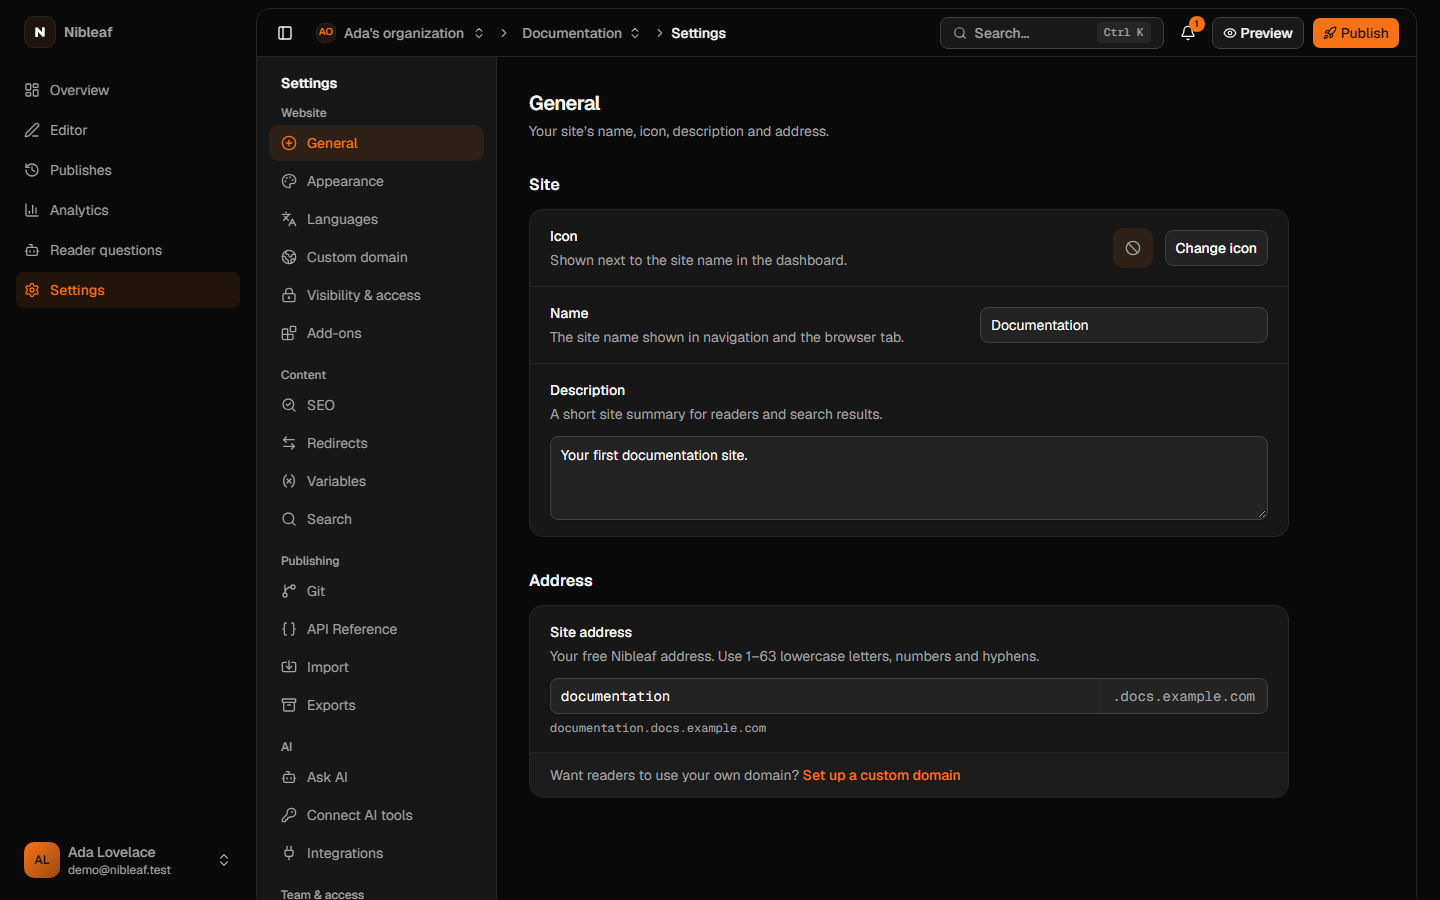 N Nibleaf
Overview
Editor
Publishes
Analytics
Reader questions
Settings
AL Ada Lovelace
demo@nibleaf.test
AO Ada's organization Documentation Settings
Search... Ctrl K
1
Preview
Publish
Settings
Website
General
Appearance
Languages
Custom domain
Visibility & access
Add-ons
Content
SEO
Redirects
Variables
Search
Publishing
Git
API Reference
Import
Exports
AI
Ask AI
Connect AI tools
Integrations
Team & access
General
Your site's name, icon, description and address.
Site
Icon
Shown next to the site name in the dashboard.
Change icon
Name
The site name shown in navigation and the browser tab.
Documentation
Description
A short site summary for readers and search results.
Your first documentation site.
Address
Site address
Your free Nibleaf address. Use 1–63 lowercase letters, numbers and hyphens.
documentation .docs.example.com
documentation.docs.example.com
Want readers to use your own domain? Set up a custom domain